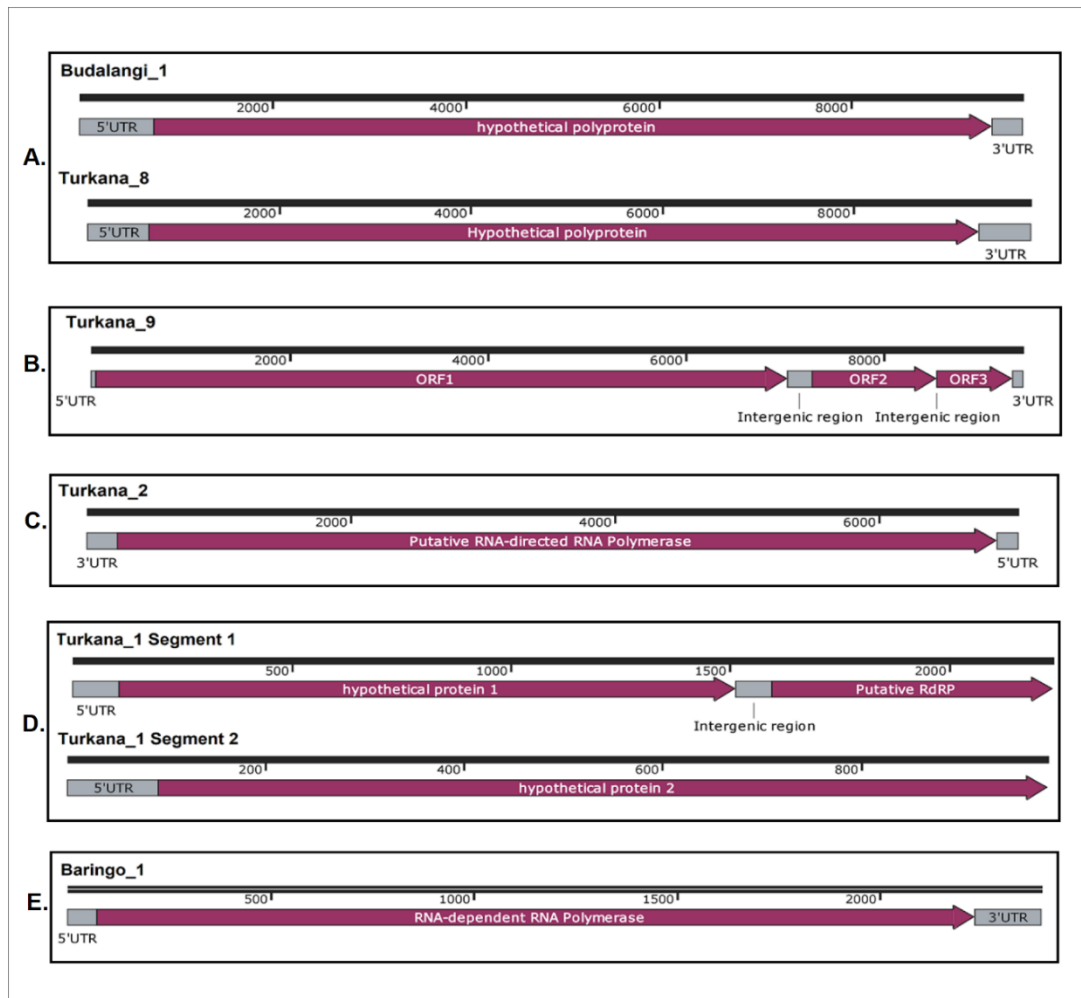 Budalangi_1
2000 4000 6000 8000
5'UTR hypothetical polyprotein
3'UTR
A.
Turkana_8
2000 4000 6000 8000
5'UTR Hypothetical polyprotein
3'UTR
Turkana_9
B.
2000 4000 6000 8000
ORF1 ORF2 ORF3
5'UTR 3'UTR
Intergenic region Intergenic region
Turkana_2
C.
2000 4000 6000
Putative RNA-directed RNA Polymerase
3'UTR 5'UTR
Turkana_1 Segment 1
500 1000 1500 2000
hypothetical protein 1 Putative RdRP
5'UTR
Intergenic region
D.
Turkana_1 Segment 2
200 400 600 800
5'UTR hypothetical protein 2
Baringo_1
E.
500 1000 1500 2000
RNA-dependent RNA Polymerase 3'UTR
5'UTR